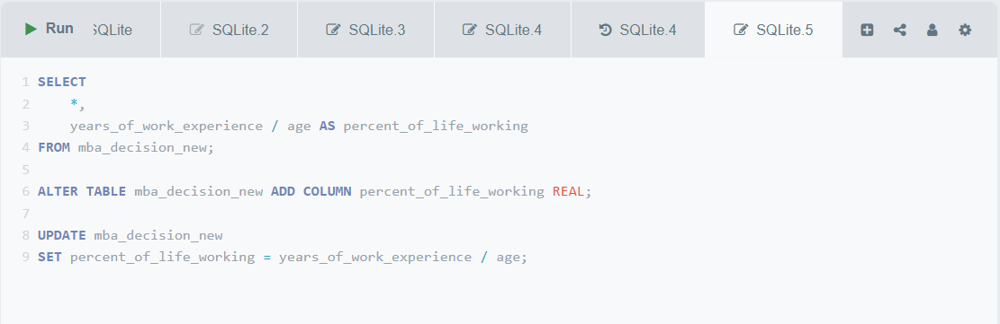 Run SQLite SQLite.2 SQLite.3 SQLite.4 SQLite.4 SQLite.5
1 SELECT
2 *,
3 years_of_work_experience / age AS percent_of_life_working
4 FROM mba_decision_new;
5
6 ALTER TABLE mba_decision_new ADD COLUMN percent_of_life_working REAL;
7
8 UPDATE mba_decision_new
9 SET percent_of_life_working = years_of_work_experience / age;